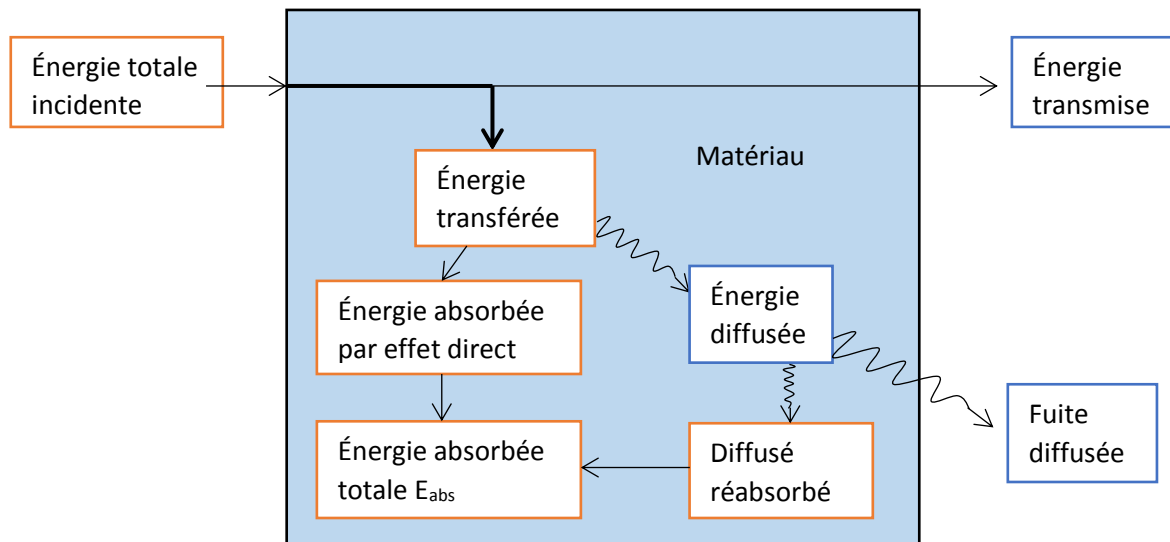 Énergie totale
incidente
Énergie
transmise
Matériau
Énergie
transférée
Énergie absorbée
par effet direct
Énergie
diffusée
Fuite
diffusée
Énergie absorbée
totale Eabs
Diffusé
réabsorbé